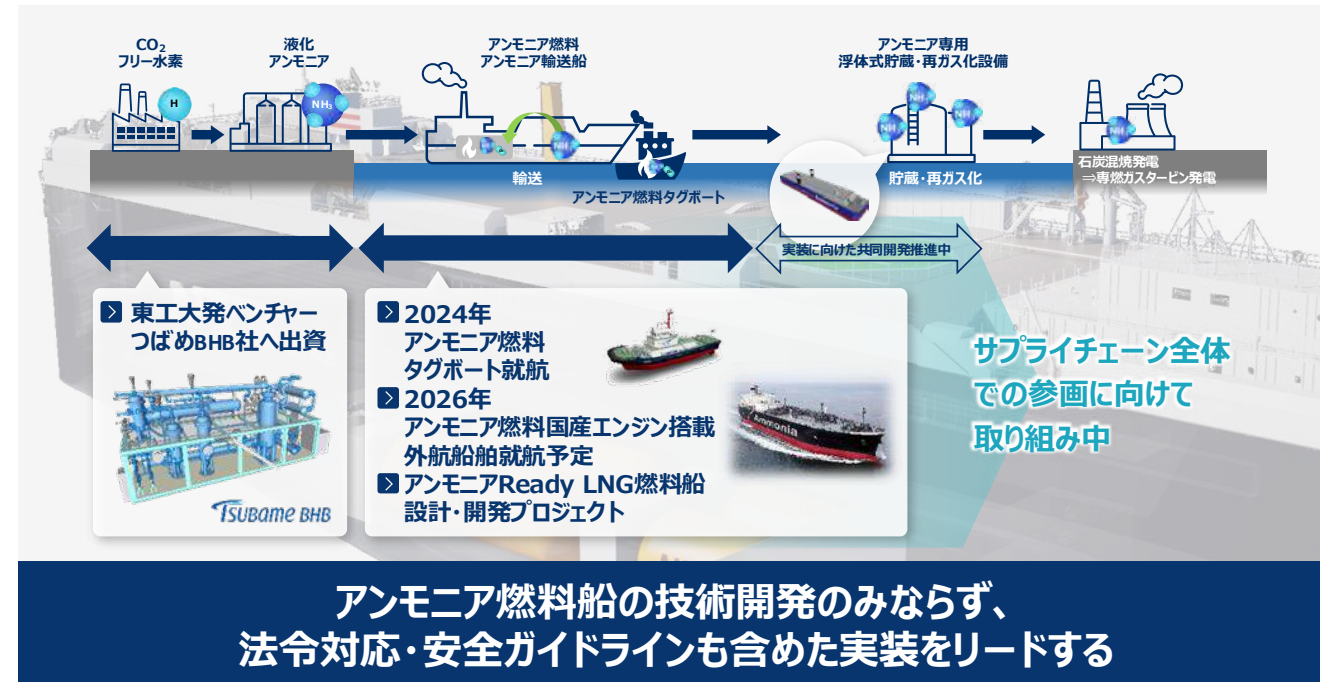 CO₂
フリー水素
液化
アンモニア
アンモニア燃料
アンモニア輸送船
アンモニア専用
浮体式貯蔵・再ガス化設備
H
NH₃
NH₃
NH₃
NH₃
NH₃
NH₃
輸送
アンモニア燃料タグボート
貯蔵・再ガス化
石炭混焼発電
⇒専燃ガスタービン発電
実装に向けた共同開発推進中
東工大発ベンチャー
つばめBHB社へ出資
TSUBAME BHB
2024年
アンモニア燃料
タグボート就航
2026年
アンモニア燃料国産エンジン搭載
外航船舶就航予定
アンモニアReady LNG燃料船
設計・開発プロジェクト
Ammonia
サプライチェーン全体
での参画に向けて
取り組み中
アンモニア燃料船の技術開発のみならず、
法令対応・安全ガイドラインも含めた実装をリードする